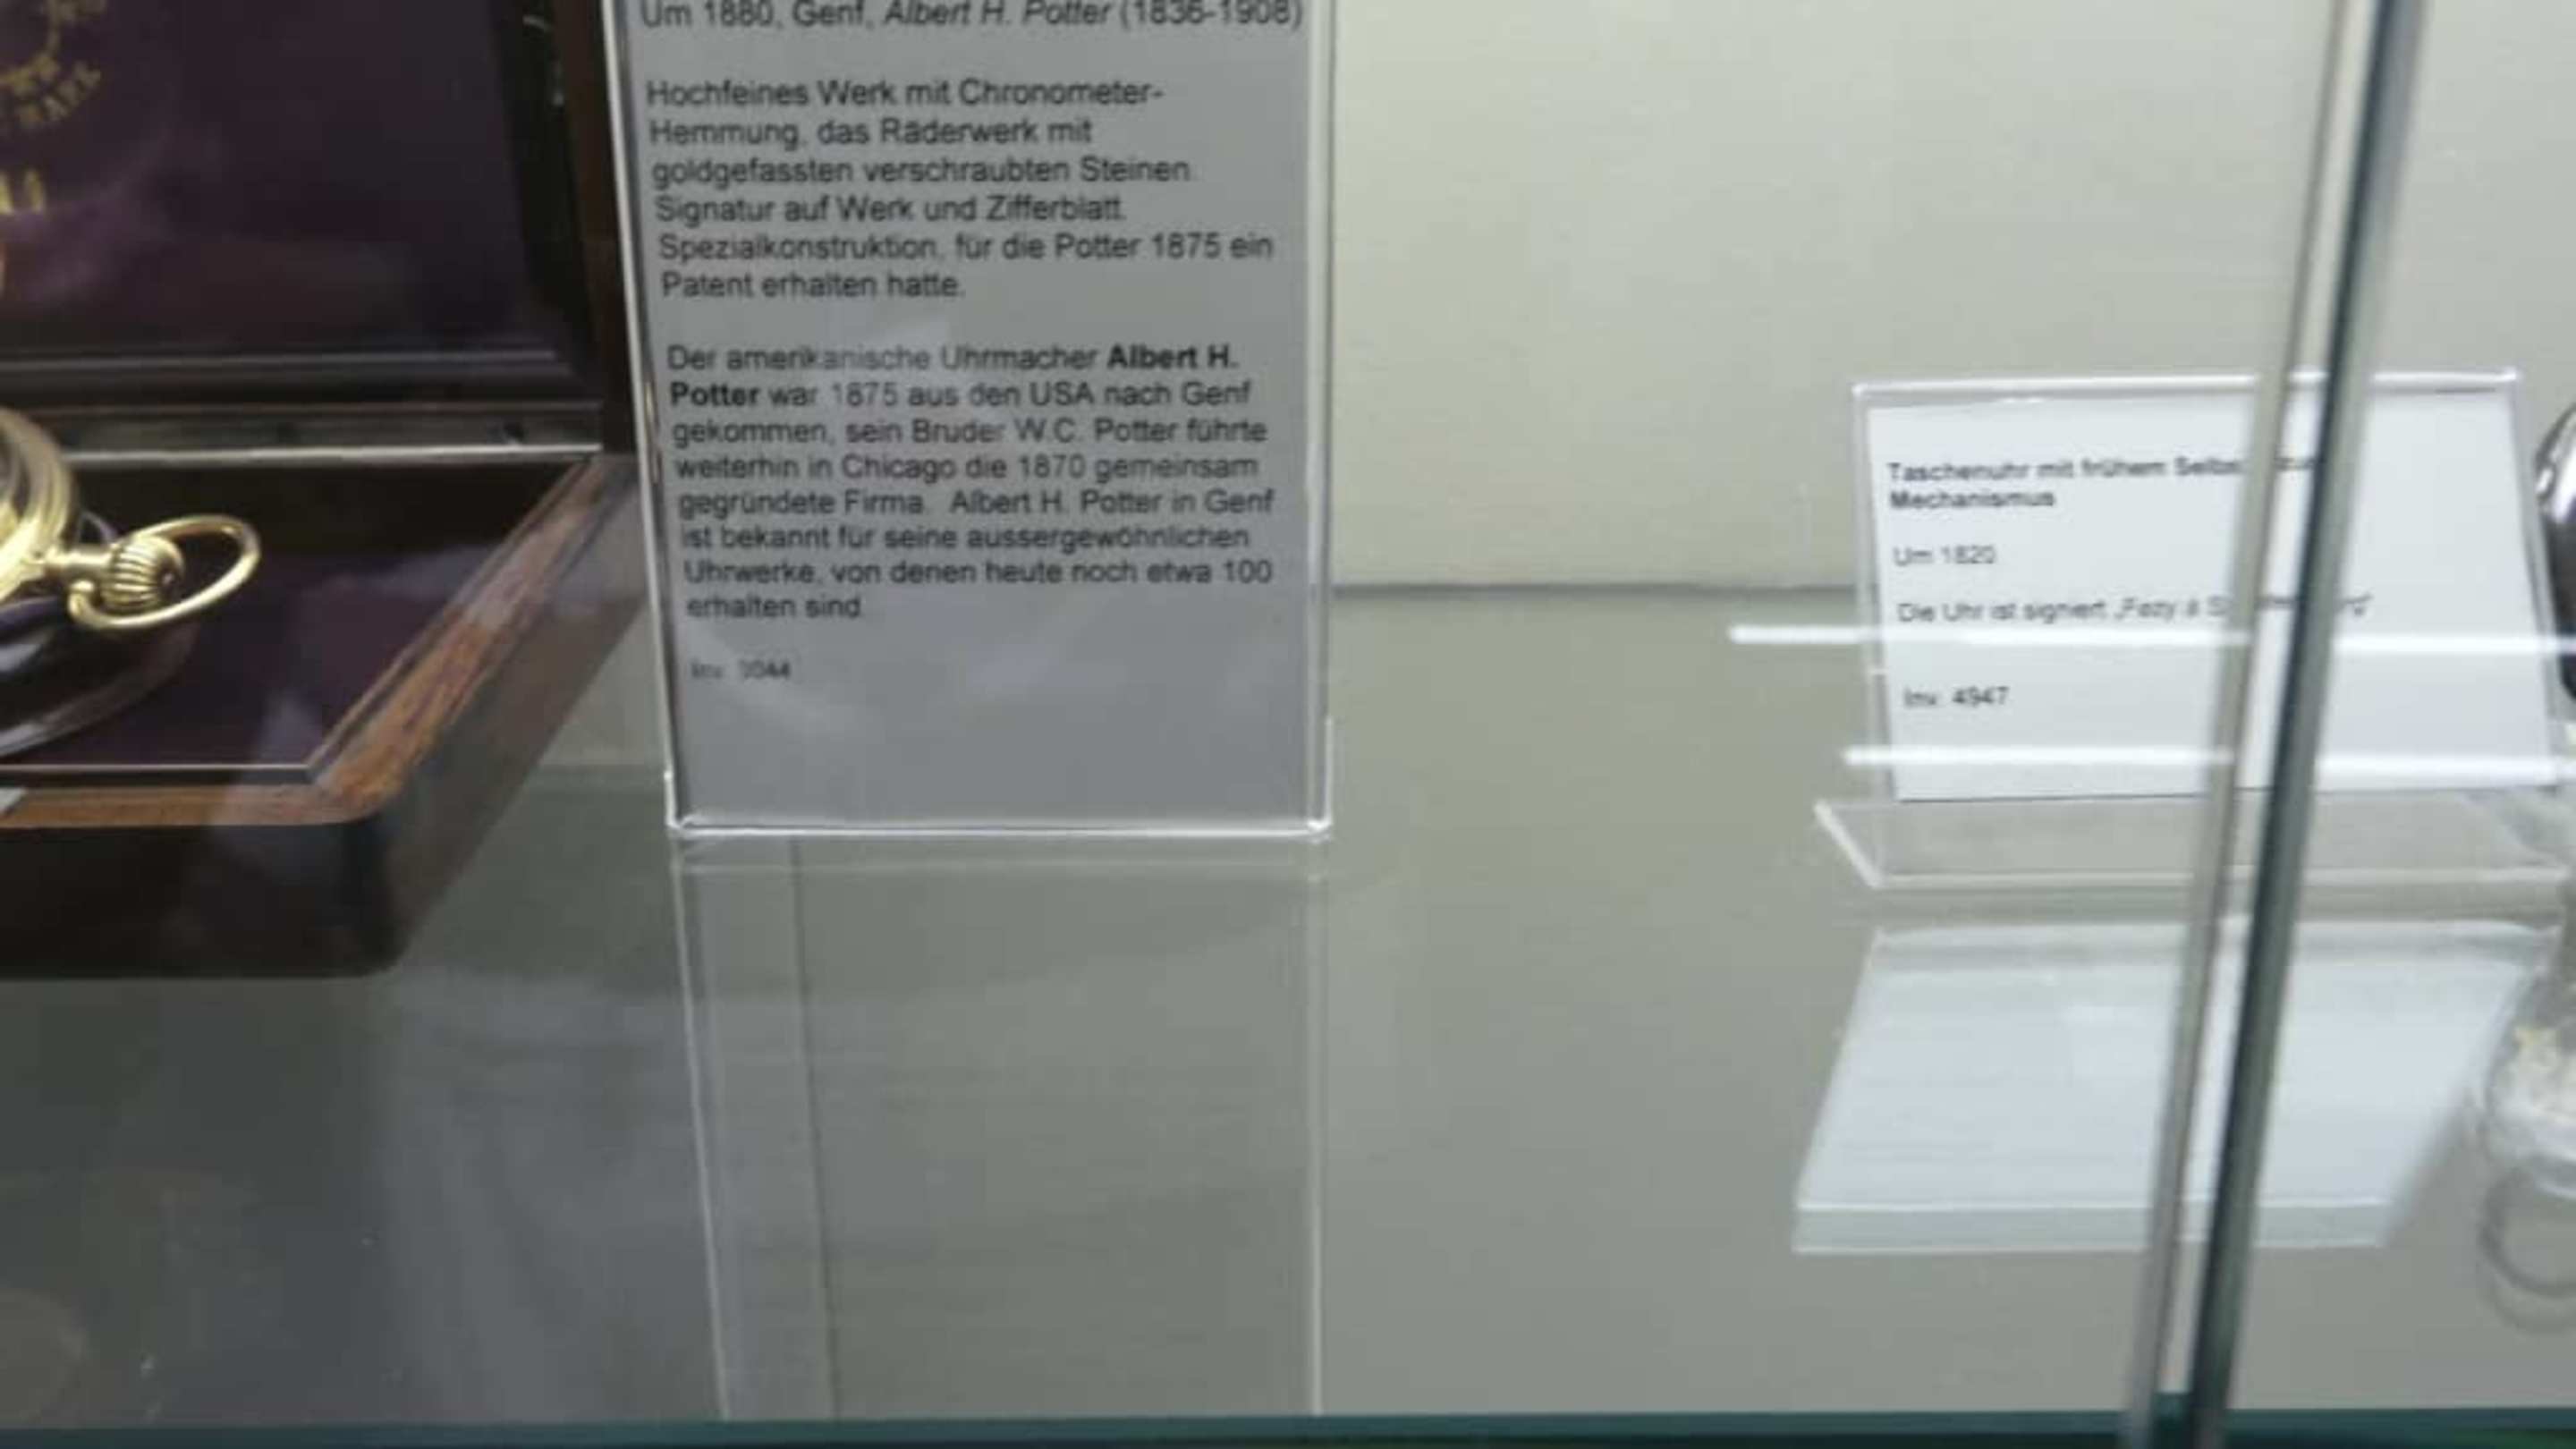 Um 1880, Genf, Albert H. Potter (1836-1908)
Hochfeines Werk mit Chronometer-
Hemmung, das Räderwerk mit
goldgefassten verschraubten Steinen.
Signatur auf Werk und Zifferblatt.
Spezialkonstruktion, für die Potter 1875 ein
Patent erhalten hatte.
Der amerikanische Uhrmacher Albert H.
Potter war 1875 aus den USA nach Genf
gekommen, sein Bruder W.C. Potter führte
weiterhin in Chicago die 1870 gemeinsam
gegründete Firma. Albert H. Potter in Genf
ist bekannt für seine aussergewöhnlichen
Uhrwerke, von denen heute noch etwa 100
erhalten sind.
Inv. 3044
Taschenuhr mit frühem
Mechanismus
Um 1820
Die Uhr ist signiert
Inv. 4947